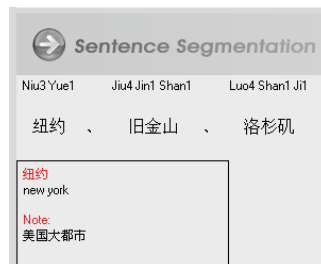 Sentence Segmentation
Niu3 Yue1 Jiu4 Jin1 Shan1 Luo4 Shan1 Ji1
纽约 、 旧金山 、 洛杉矶
纽约
new york
Note:
美国大都市